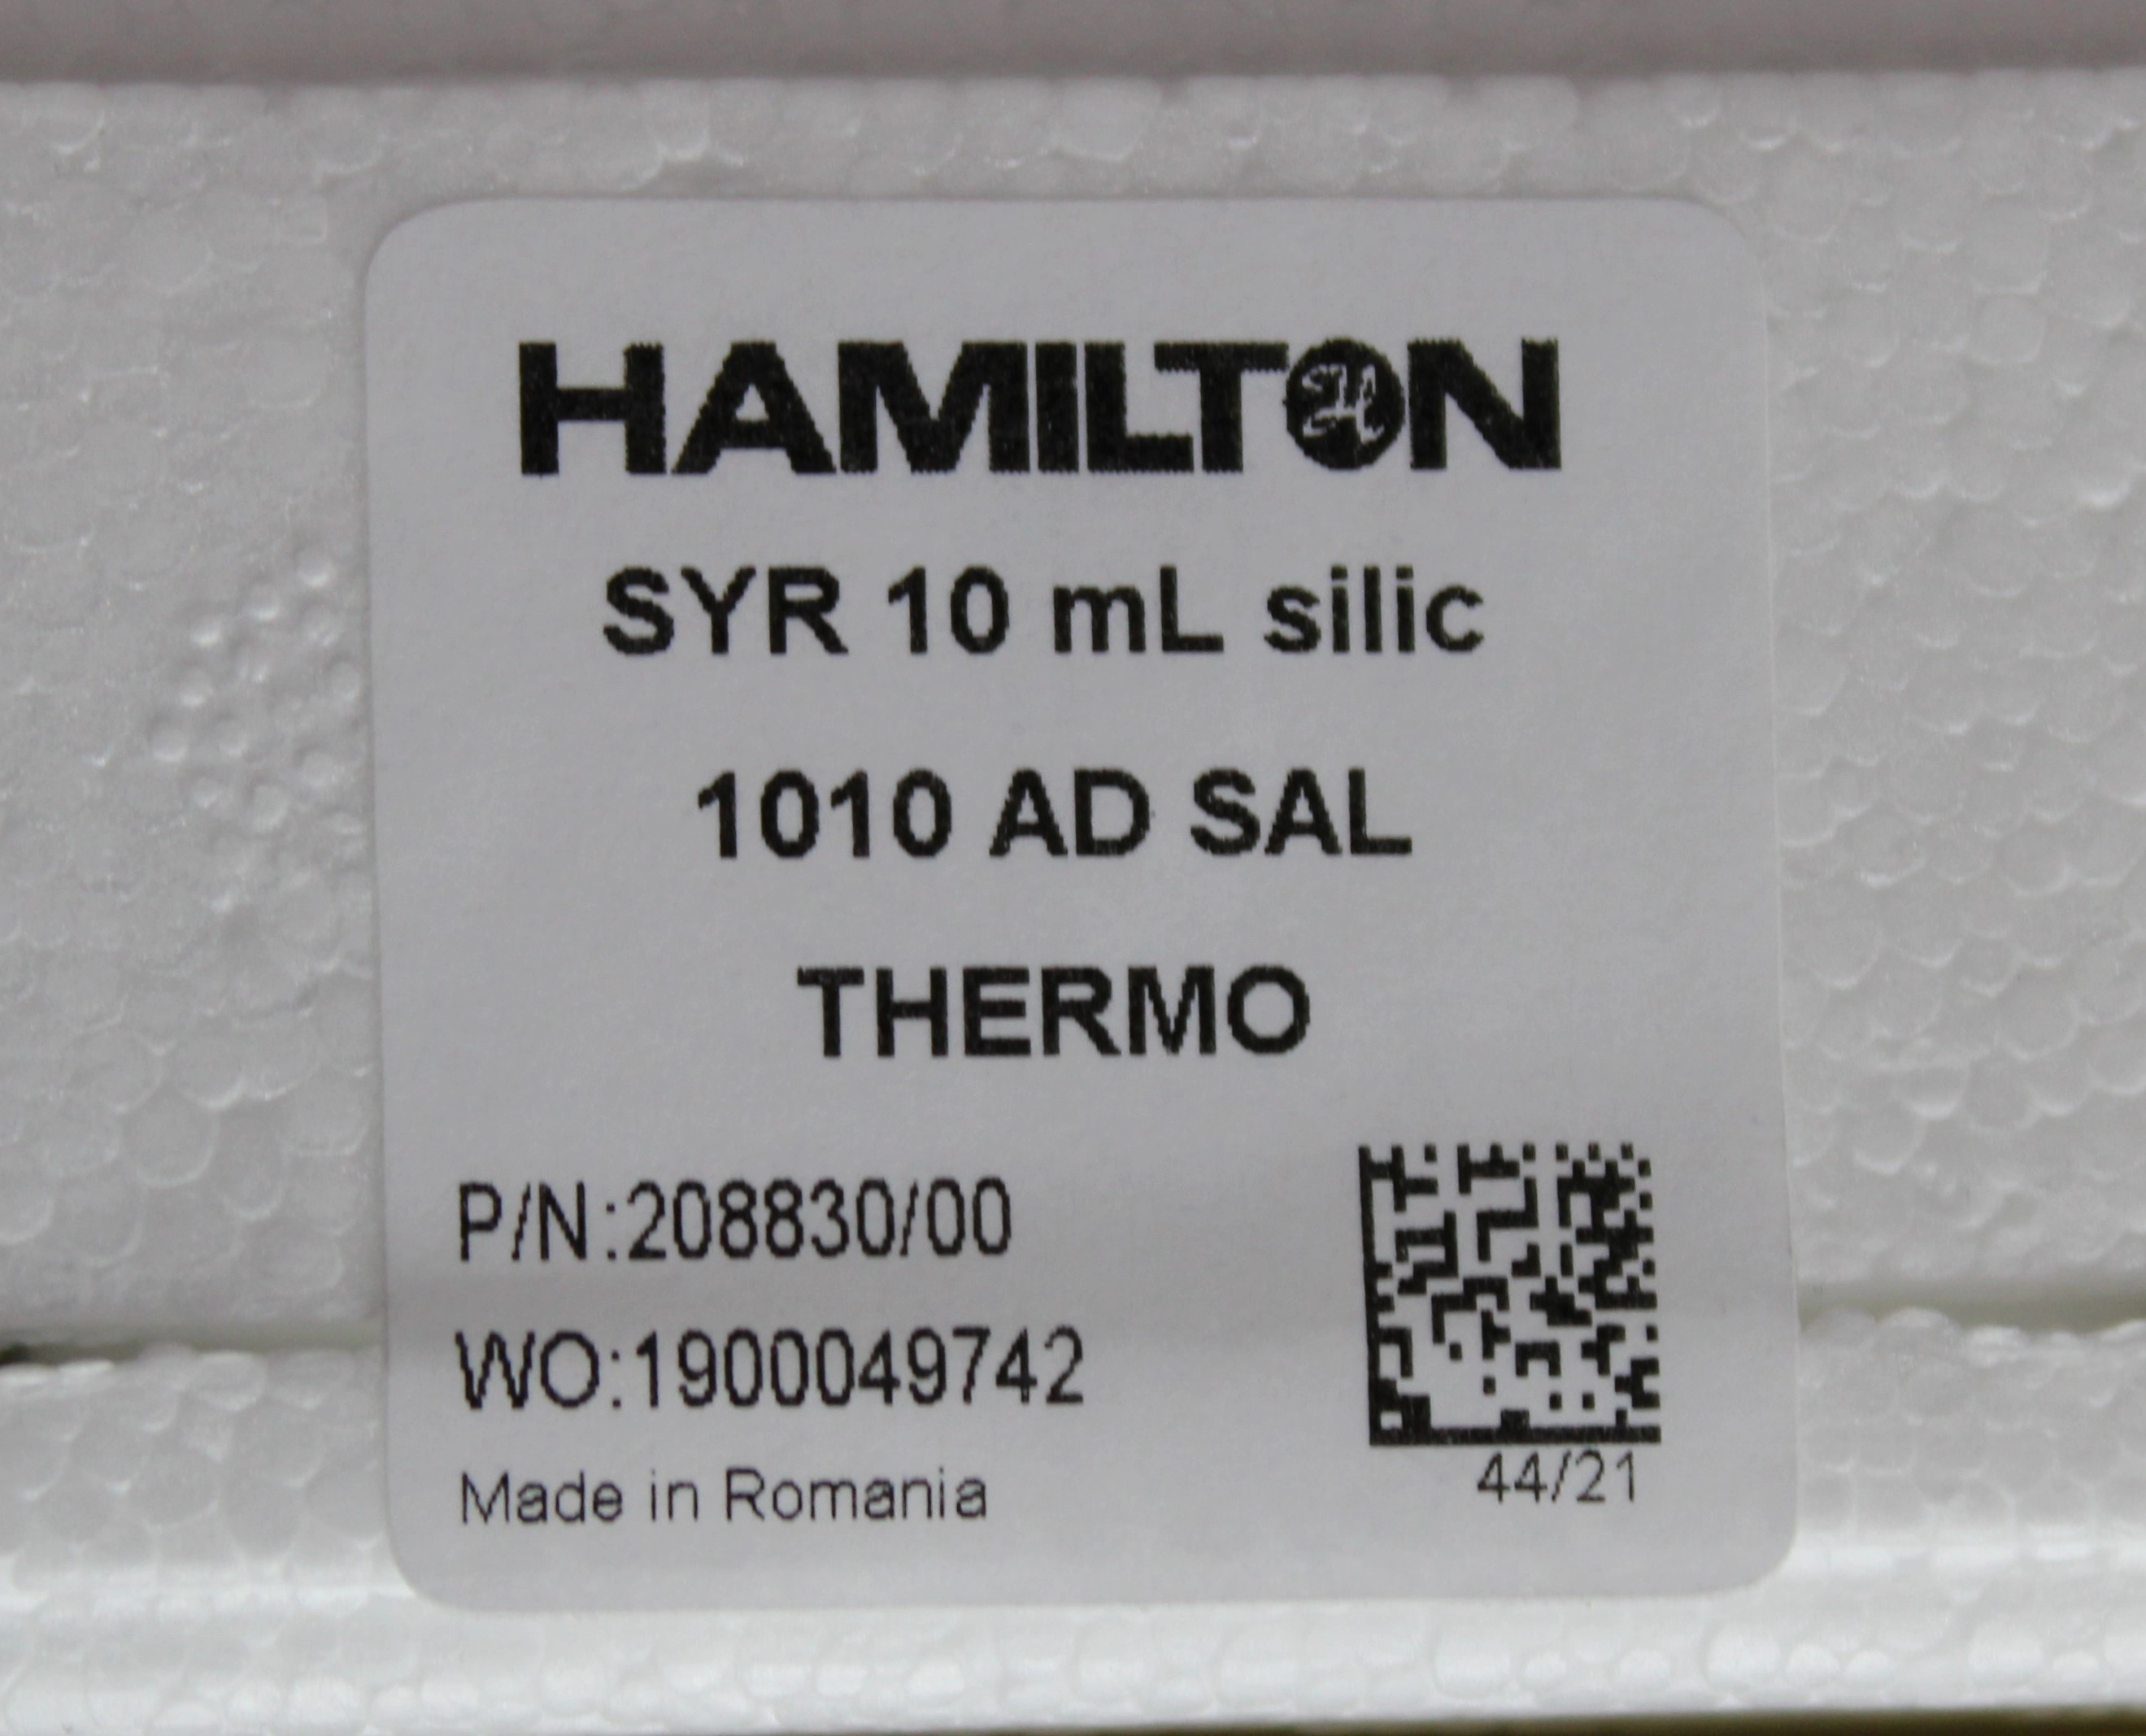 HAMILTON
SYR 10 mL silic
1010 AD SAL
THERMO
P/N:208830/00
WO:1900049742
Made in Romania
44/21